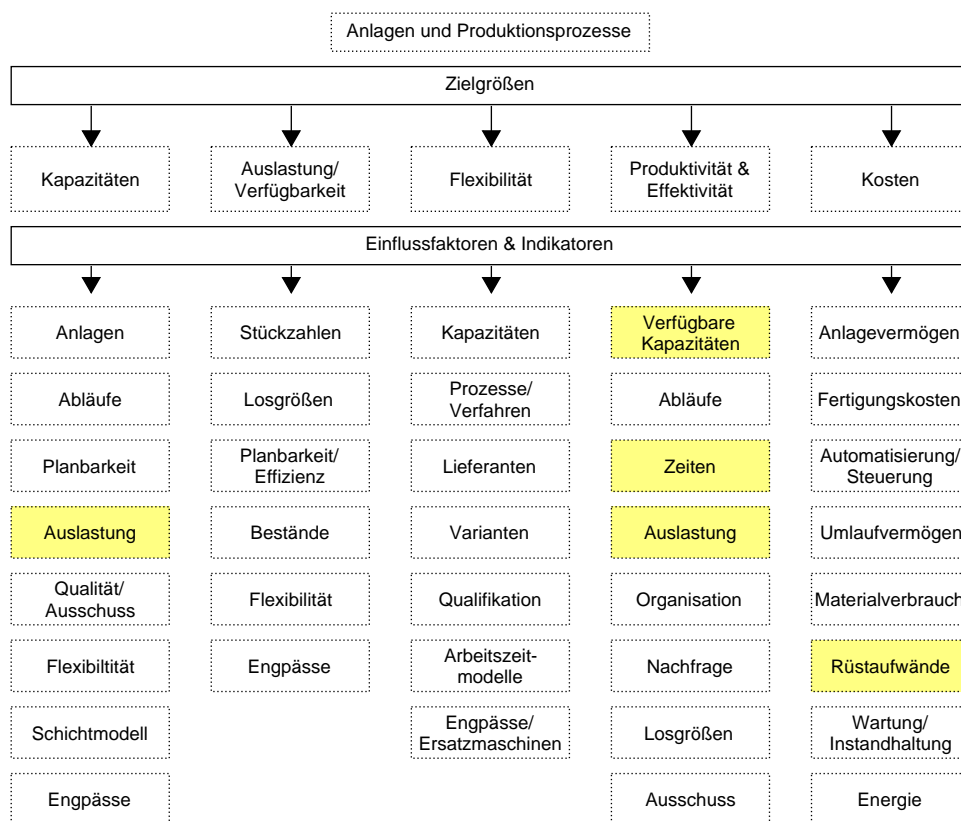 Anlagen und Produktionsprozesse
Zielgrößen
Kapazitäten
Auslastung/
Verfügbarkeit
Flexibilität
Produktivität &
Effektivität
Kosten
Einflussfaktoren & Indikatoren
Anlagen
Abläufe
Planbarkeit
Auslastung
Qualität/
Ausschuss
Flexibiltität
Schichtmodell
Engpässe
Stückzahlen
Losgrößen
Planbarkeit/
Effizienz
Bestände
Flexibilität
Engpässe
Kapazitäten
Prozesse/
Verfahren
Lieferanten
Varianten
Qualifikation
Arbeitszeit-
modelle
Engpässe/
Ersatzmaschinen
Verfügbare
Kapazitäten
Abläufe
Zeiten
Auslastung
Organisation
Nachfrage
Losgrößen
Ausschuss
Anlagevermögen
Fertigungskosten
Automatisierung/
Steuerung
Umlaufvermögen
Materialverbrauch
Rüstaufwände
Wartung/
Instandhaltung
Energie